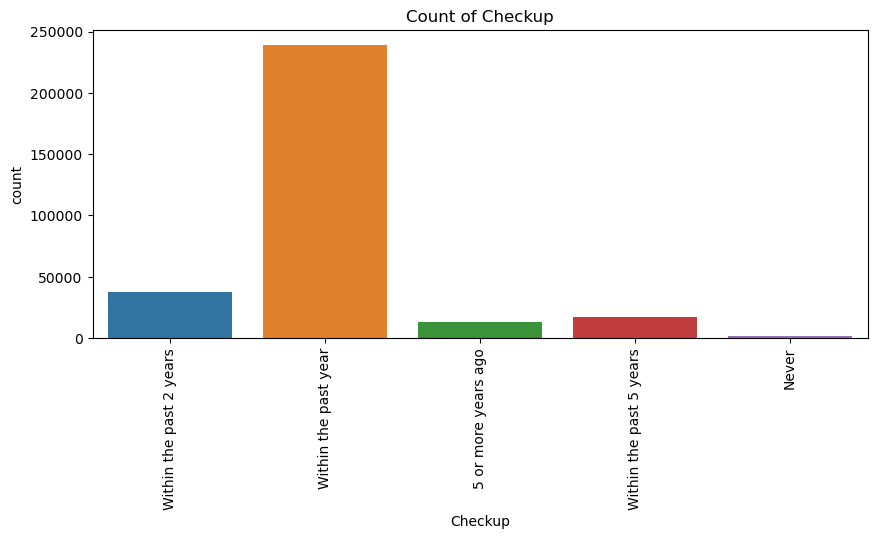 Count of Checkup
250000
200000
150000
100000
50000
0
count
Within the past 2 years
Within the past year
5 or more years ago
Within the past 5 years
Never
Checkup